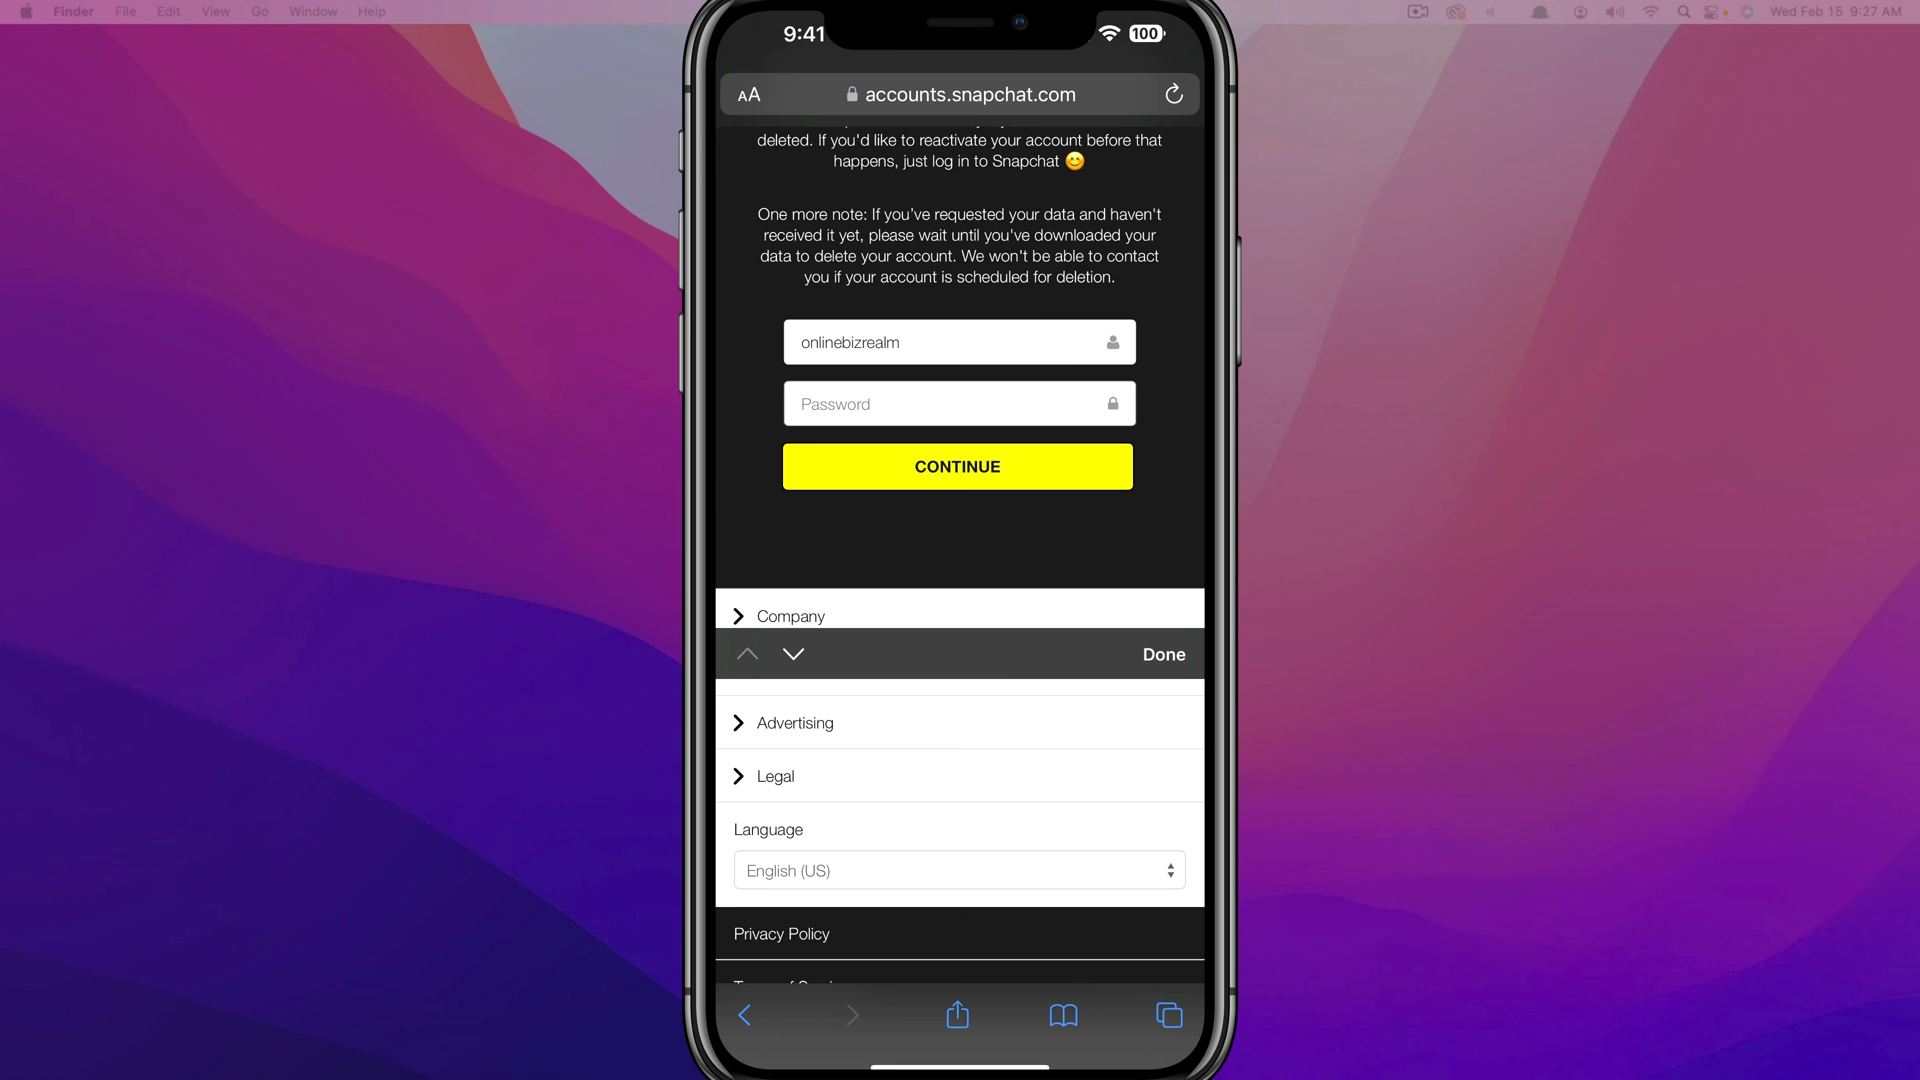 Finder File Edit View Go Window Help
Wed Feb 15 9:27 AM
9:41
100
AA accounts.snapchat.com
deleted. If you'd like to reactivate your account before that
happens, just log in to Snapchat 😊
One more note: If you’ve requested your data and haven't
received it yet, please wait until you've downloaded your
data to delete your account. We won't be able to contact
you if your account is scheduled for deletion.
onlinebizrealm
Password
CONTINUE
Company
Done
Advertising
Legal
Language
English (US)
Privacy Policy